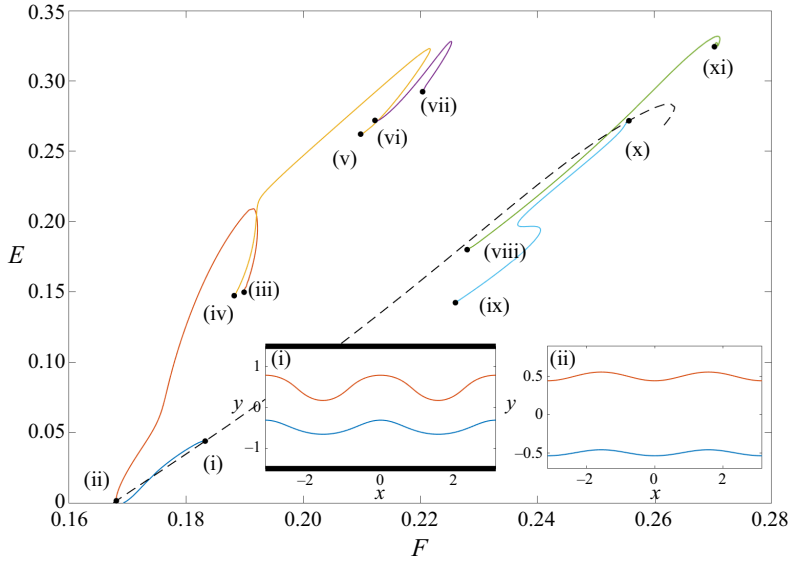 0.35
0.30
0.25
0.20
0.15
0.10
0.05
0
E
0.16
0.18
0.20
0.22
0.24
0.26
0.28
F
(i)
(ii)
(iii)
(iv)
(v)
(vi)
(vii)
(viii)
(ix)
(x)
(xi)
(i)
1
0
−1
y
−2
0
2
x
(ii)
0.5
0
−0.5
y
−2
0
2
x